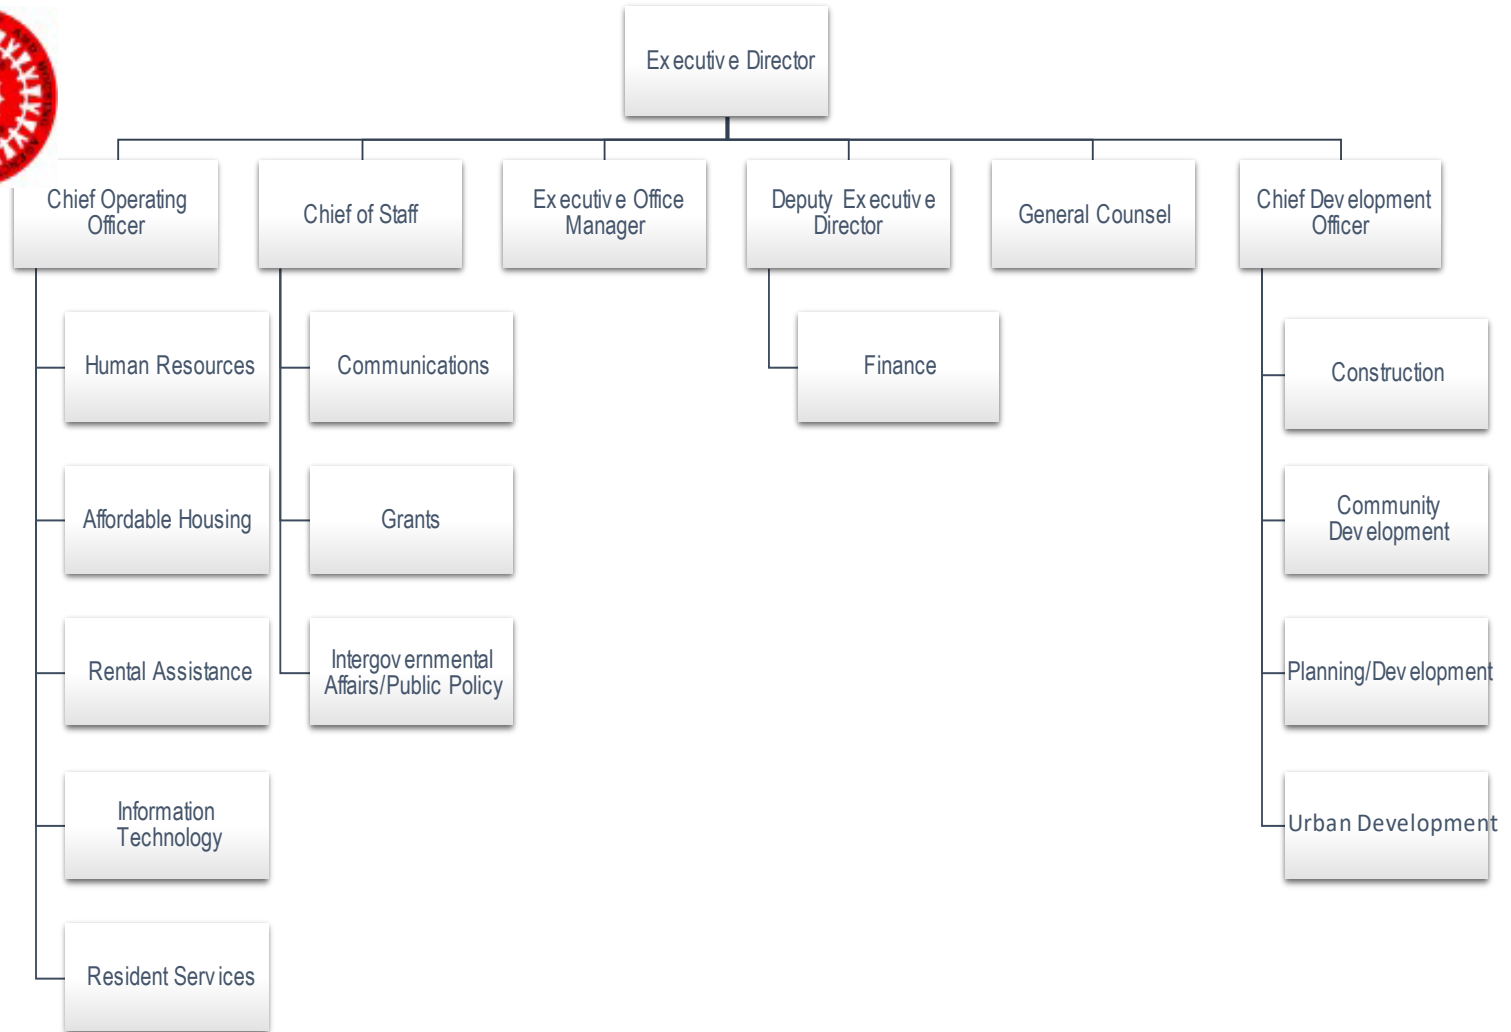 Executive Director
Chief Operating
Officer
Chief of Staff
Executive Office
Manager
Deputy Executive
Director
General Counsel
Chief Development
Officer
Human Resources
Communications
Finance
Construction
Affordable Housing
Grants
Community
Development
Rental Assistance
Intergovernmental
Affairs/Public Policy
Planning/Development
Information
Technology
Urban Development
Resident Services